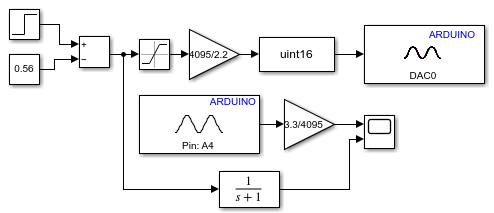 +
−
0.56
4095/2.2
uint16
ARDUINO
DAC0
ARDUINO
Pin: A4
3.3/4095
1
s + 1